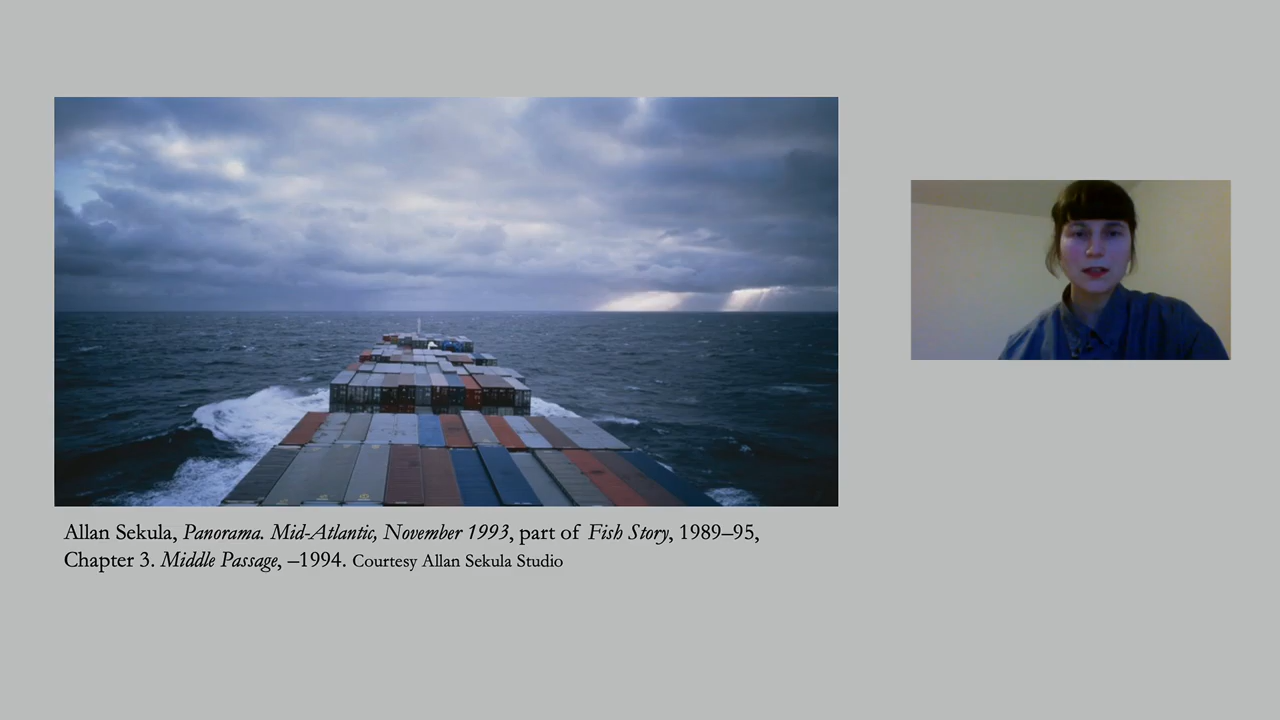 Allan Sekula, Panorama. Mid-Atlantic, November 1993, part of Fish Story, 1989–95,
Chapter 3. Middle Passage, –1994. Courtesy Allan Sekula Studio